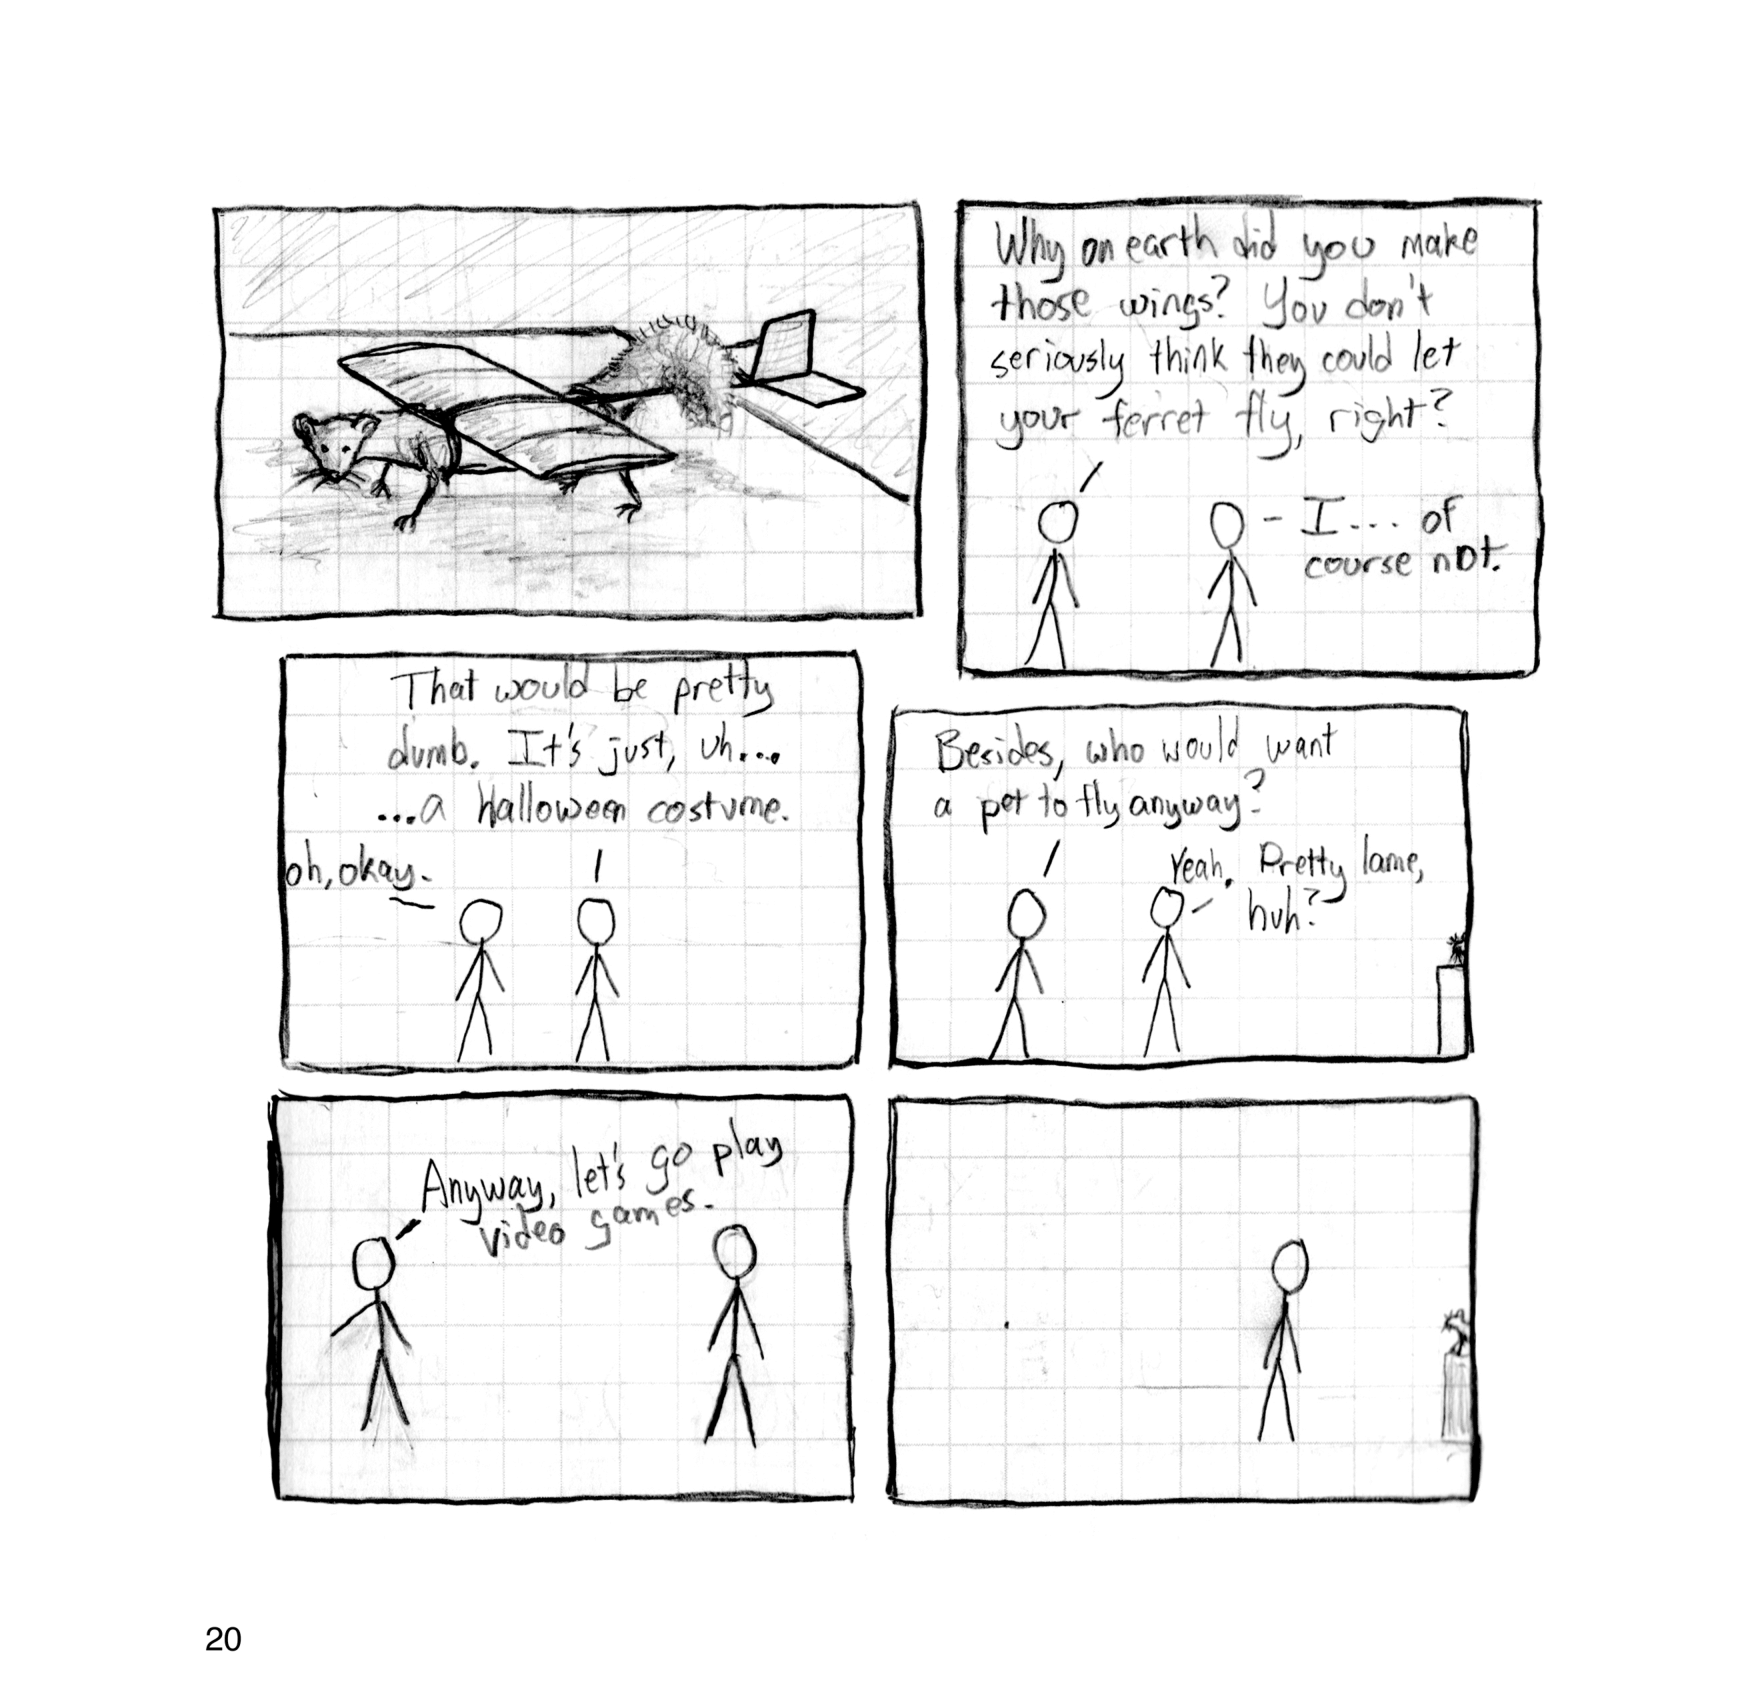 Why on earth did you make
those wings? You don't
seriously think they could let
your ferret fly, right?
I... of
course not.
That would be pretty
dumb. It's just, uh...
...a Halloween costume.
oh, okay.
Besides, who would want
a pet to fly anyway?
Yeah. Pretty lame,
huh?
Anyway, let's go play
video games.
20